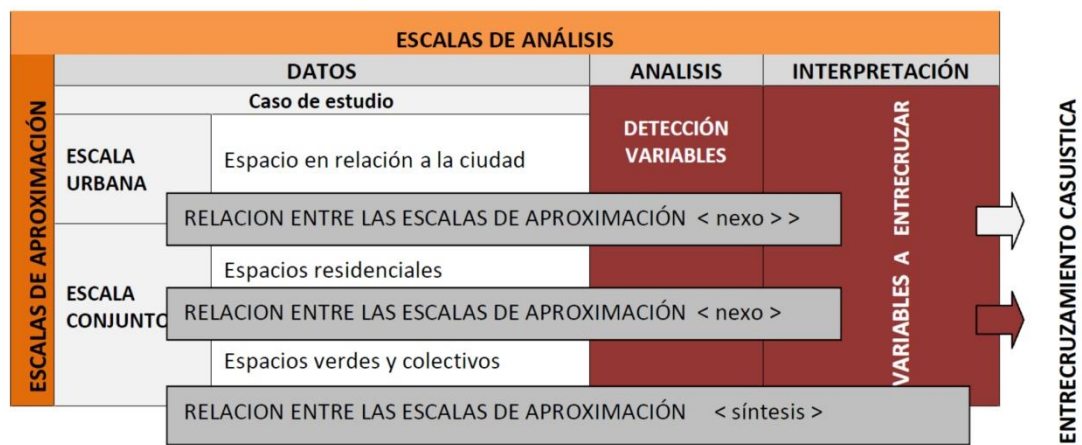 ESCALAS DE ANÁLISIS
ESCALAS DE APROXIMACIÓN
DATOS
ANALISIS
INTERPRETACIÓN
Caso de estudio
ESCALA
URBANA
Espacio en relación a la ciudad
DETECCIÓN
VARIABLES
VARIABLES A ENTRECRUZAR
RELACION ENTRE LAS ESCALAS DE APROXIMACIÓN < nexo > >
ESCALA
CONJUNTO
Espacios residenciales
RELACION ENTRE LAS ESCALAS DE APROXIMACIÓN < nexo >
Espacios verdes y colectivos
RELACION ENTRE LAS ESCALAS DE APROXIMACIÓN < síntesis >
ENTRECRUZAMIENTO CASUISTICA